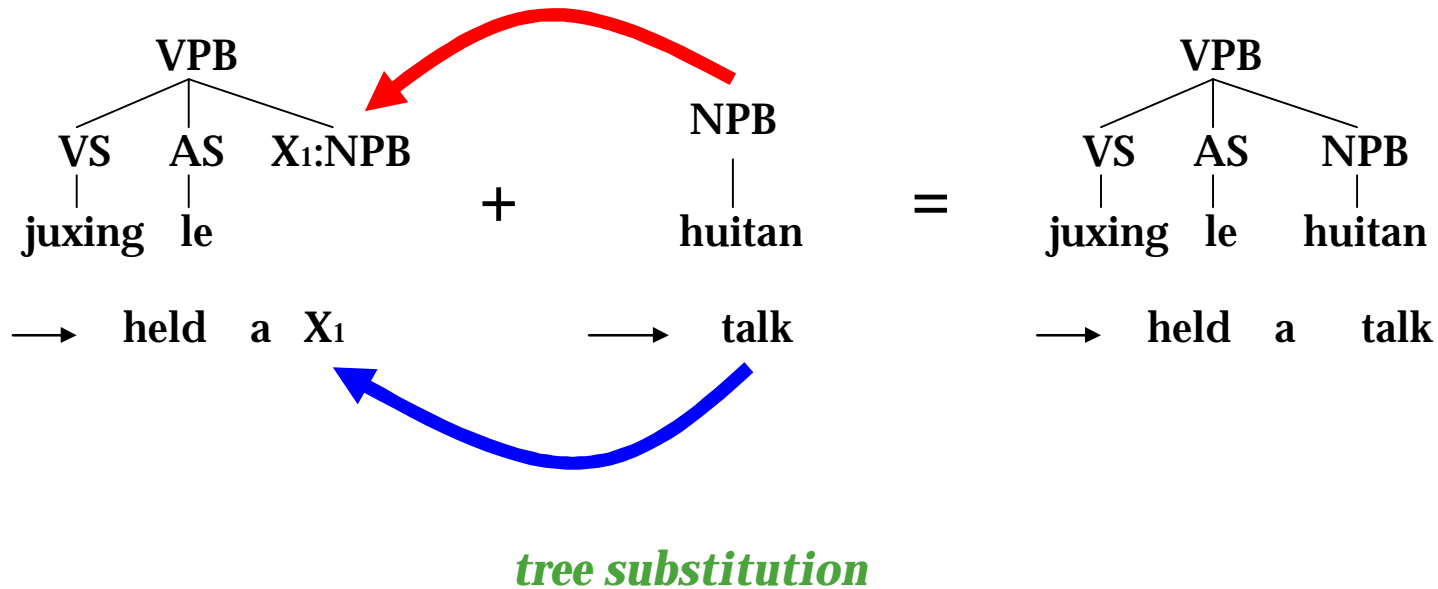 VPB NPB VPB
VS AS X1:NPB VS AS NPB
+ =
juxing le huitan juxing le huitan
→ held a X1 → talk → held a talk
tree substitution